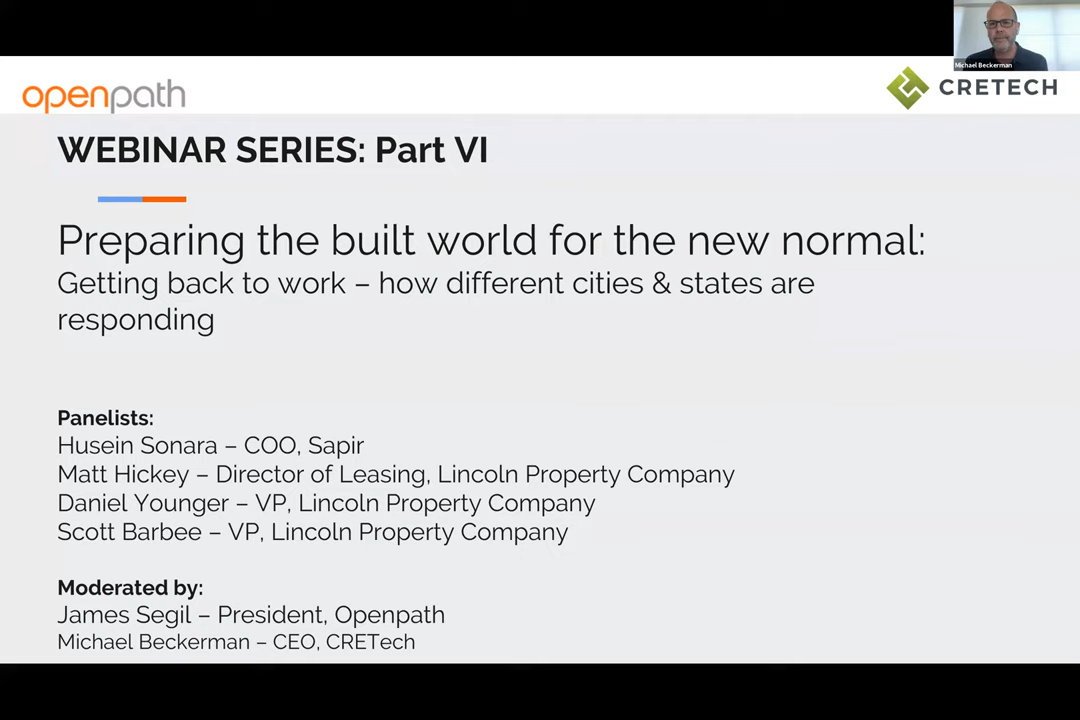 Michael Beckerman
openpath
CRETECH
WEBINAR SERIES: Part VI
Preparing the built world for the new normal:
Getting back to work – how different cities & states are
responding
Panelists:
Husein Sonara – COO, Sapir
Matt Hickey – Director of Leasing, Lincoln Property Company
Daniel Younger – VP, Lincoln Property Company
Scott Barbee – VP, Lincoln Property Company
Moderated by:
James Segil – President, Openpath
Michael Beckerman – CEO, CRETech